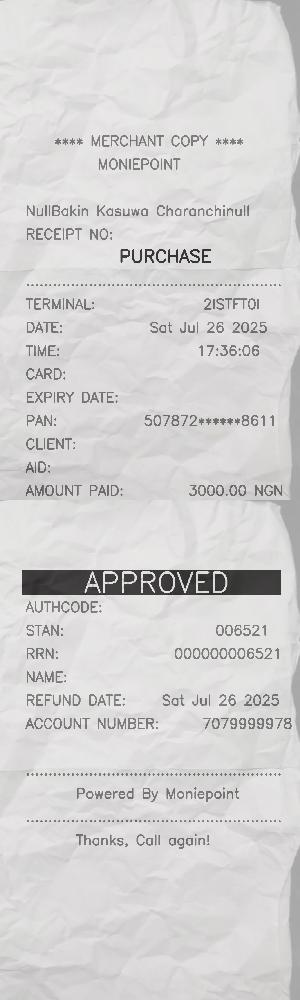 **** MERCHANT COPY ****
MONIEPOINT
NullBakin Kasuwa Charanchinull
RECEIPT NO:
PURCHASE
TERMINAL: 2ISTFT0I
DATE: Sat Jul 26 2025
TIME: 17:36:06
CARD:
EXPIRY DATE:
PAN: 507872******8611
CLIENT:
AID:
AMOUNT PAID: 3000.00 NGN
APPROVED
AUTHCODE:
STAN: 006521
RRN: 000000006521
NAME:
REFUND DATE: Sat Jul 26 2025
ACCOUNT NUMBER: 7079999978
Powered By Moniepoint
Thanks, Call again!